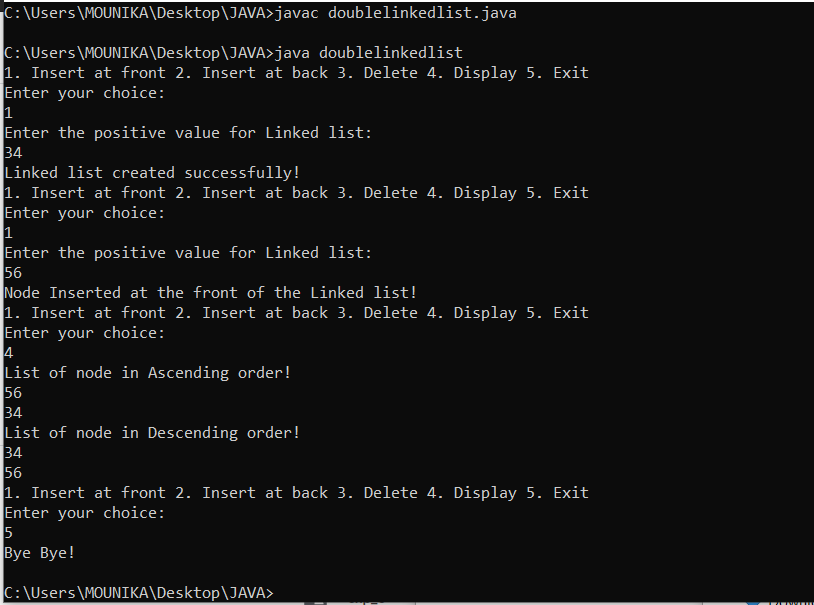 C:\Users\MOUNIKA\Desktop\JAVA>javac doublelinkedlist.java
C:\Users\MOUNIKA\Desktop\JAVA>java doublelinkedlist
1. Insert at front 2. Insert at back 3. Delete 4. Display 5. Exit
Enter your choice:
1
Enter the positive value for Linked list:
34
Linked list created successfully!
1. Insert at front 2. Insert at back 3. Delete 4. Display 5. Exit
Enter your choice:
1
Enter the positive value for Linked list:
56
Node Inserted at the front of the Linked list!
1. Insert at front 2. Insert at back 3. Delete 4. Display 5. Exit
Enter your choice:
4
List of node in Ascending order!
56
34
List of node in Descending order!
34
56
1. Insert at front 2. Insert at back 3. Delete 4. Display 5. Exit
Enter your choice:
5
Bye Bye!
C:\Users\MOUNIKA\Desktop\JAVA>